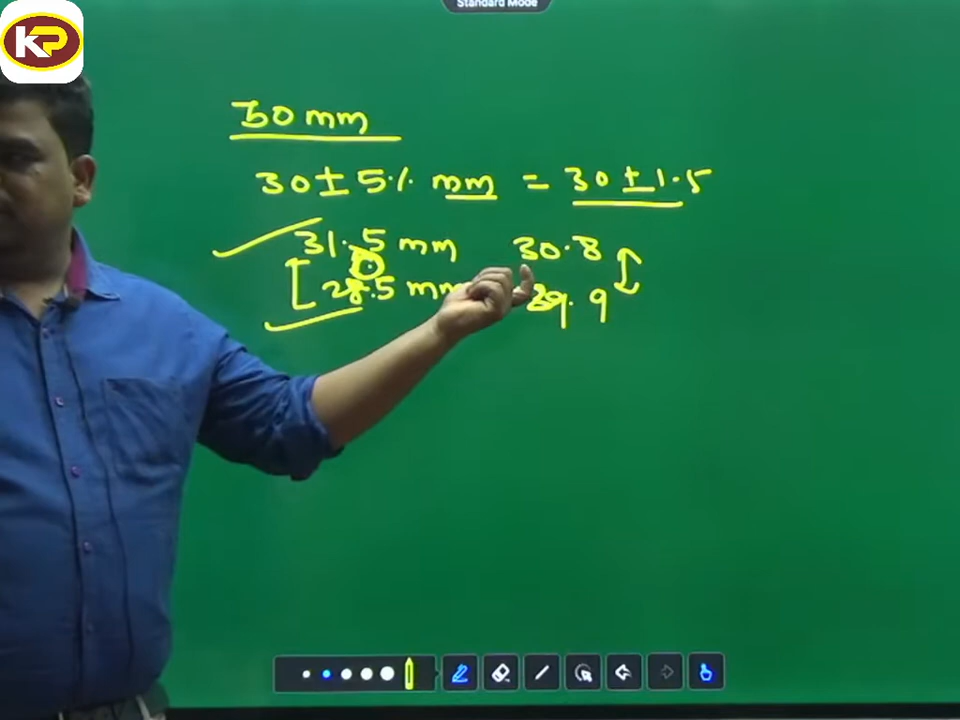 Standard Mode
KP
30 mm
30 ± 5% mm = 30 ± 1.5
31.5 mm 30.8
28.5 mm 29.9